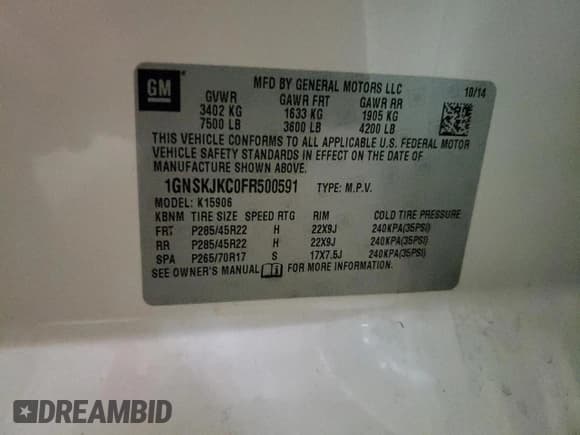 GM
MFD BY GENERAL MOTORS LLC 10/14
GVWR GAWR FRT GAWR RR
3402 KG 1633 KG 1905 KG
7500 LB 3600 LB 4200 LB
THIS VEHICLE CONFORMS TO ALL APPLICABLE U.S. FEDERAL MOTOR
VEHICLE SAFETY STANDARDS IN EFFECT ON THE DATE OF
MANUFACTURE SHOWN ABOVE.
1GNSKJKC0FR500591 TYPE: M.P.V.
MODEL: K15906
KBNM TIRE SIZE SPEED RTG RIM COLD TIRE PRESSURE
FRT P285/45R22 H 22X9J 240KPA(35PSI)
RR P285/45R22 H 22X9J 240KPA(35PSI)
SPA P265/70R17 S 17X7.5J 240KPA(35PSI)
SEE OWNER'S MANUAL FOR MORE INFORMATION.
DREAMBID